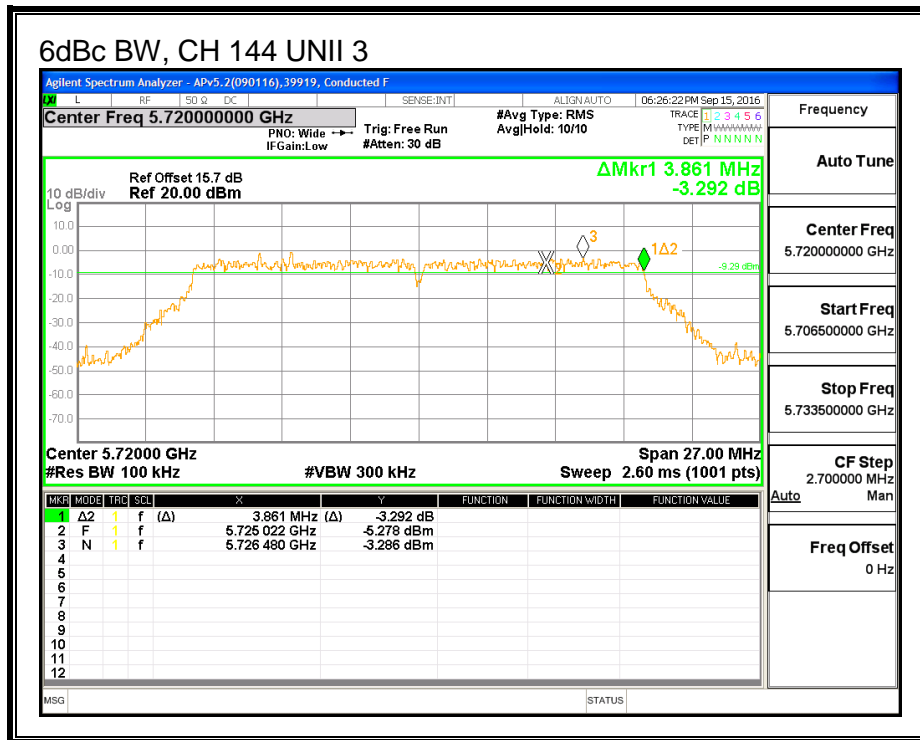 6dBc BW, CH 144 UNII 3
Agilent Spectrum Analyzer - APv5.2(090116),39919, Conducted F
LXI L RF 50 Ω DC SENSE:INT ALIGN AUTO 06:26:22 PM Sep 15, 2016
Center Freq 5.720000000 GHz
PNO: Wide
IFGain:Low
Trig: Free Run
#Atten: 30 dB
#Avg Type: RMS
Avg|Hold: 10/10
TRACE 1 2 3 4 5 6
TYPE M WWWWW
DET P N N N N N
Frequency
Auto Tune
Center Freq
5.720000000 GHz
Start Freq
5.706500000 GHz
Stop Freq
5.733500000 GHz
CF Step
2.700000 MHz
Auto Man
Freq Offset
0 Hz
ΔMkr1 3.861 MHz
-3.292 dB
Ref Offset 15.7 dB
10 dB/div Ref 20.00 dBm
Log
10.0
0.00
-10.0
-20.0
-30.0
-40.0
-50.0
-60.0
-70.0
3
1Δ2
2
-9.29 dBm
Center 5.72000 GHz Span 27.00 MHz
#Res BW 100 kHz #VBW 300 kHz Sweep 2.60 ms (1001 pts)
MKR MODE TRC SCL X Y FUNCTION FUNCTION WIDTH FUNCTION VALUE
1 Δ2 1 f (Δ) 3.861 MHz (Δ) -3.292 dB
2 F 1 f 5.725 022 GHz -5.278 dBm
3 N 1 f 5.726 480 GHz -3.286 dBm
4
5
6
7
8
9
10
11
12
MSG STATUS